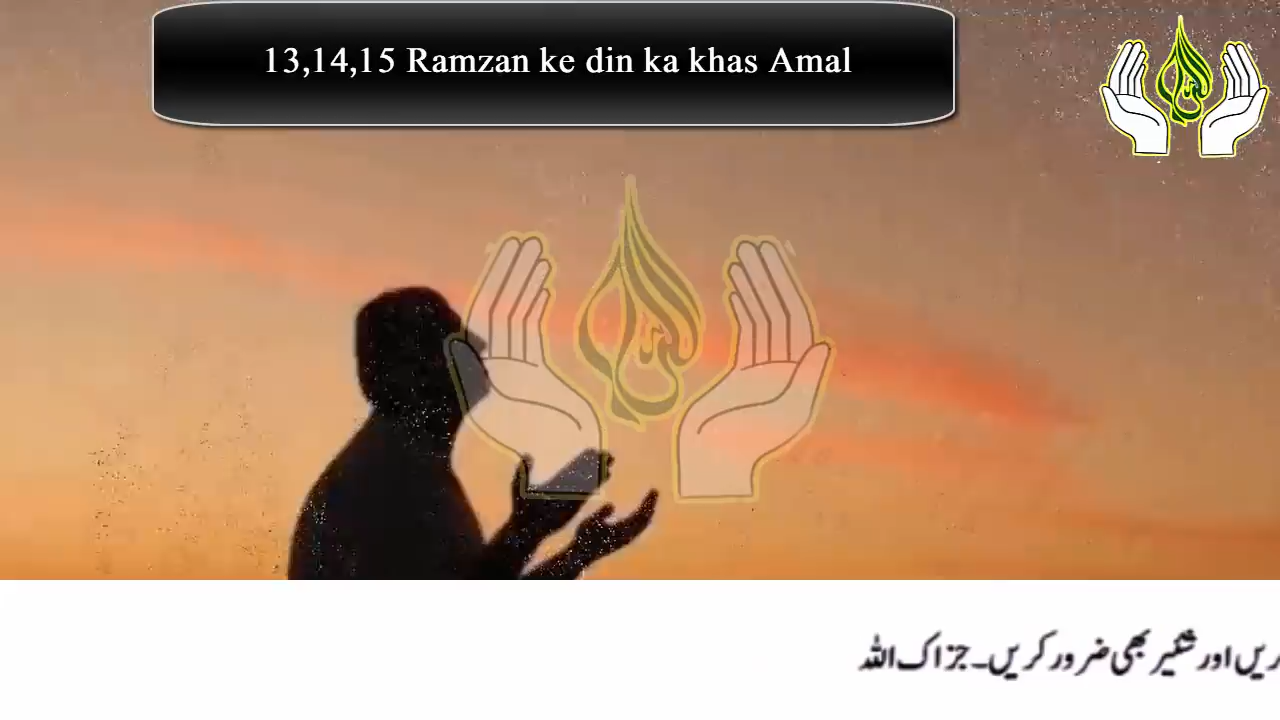 13,14,15 Ramzan ke din ka khas Amal
اور شئیر بھی ضرور کریں۔ جزاک اللہ